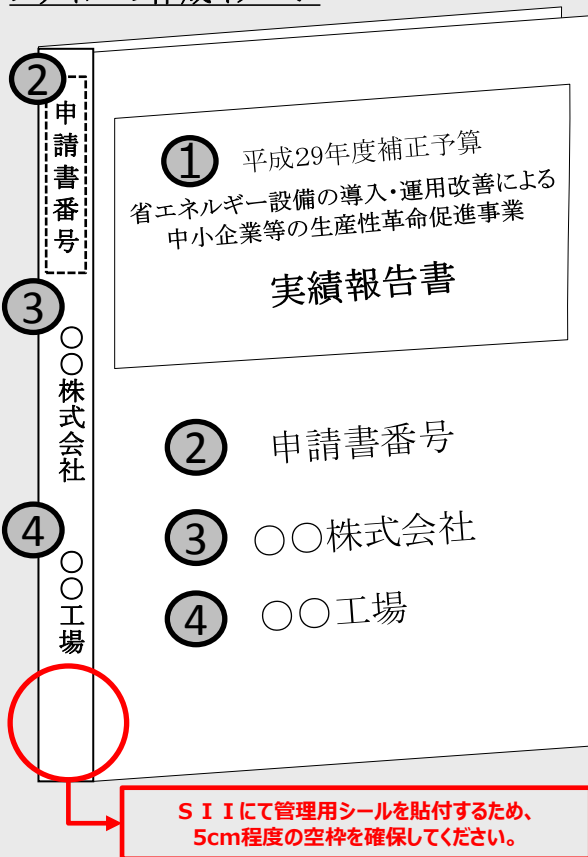 ②
申請書番号
③
○○株式会社
④
○○工場
① 平成29年度補正予算
省エネルギー設備の導入・運用改善による
中小企業等の生産性革命促進事業
実績報告書
② 申請書番号
③ ○○株式会社
④ ○○工場
ＳＩＩにて管理用シールを貼付するため、
5cm程度の空枠を確保してください。